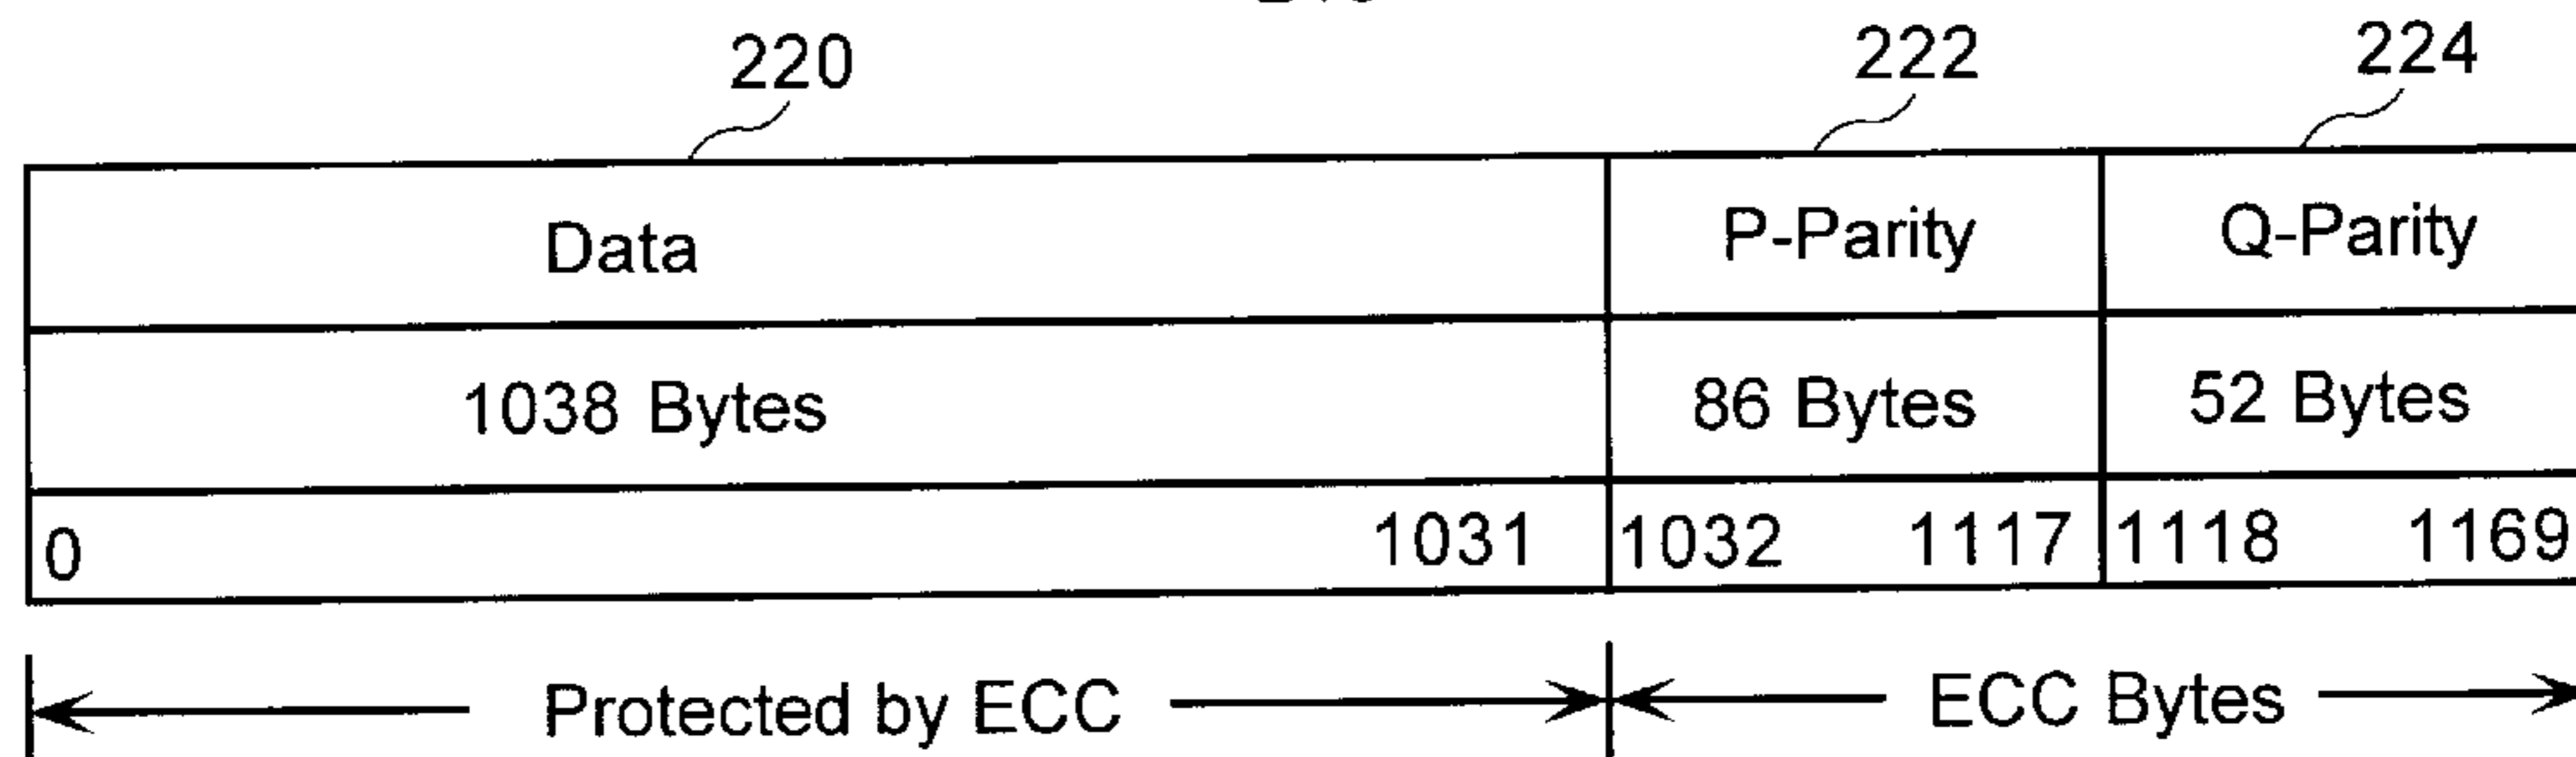 220 222 224
Data P-Parity Q-Parity
1038 Bytes 86 Bytes 52 Bytes
0 1031 1032 1117 1118 1169
Protected by ECC ECC Bytes